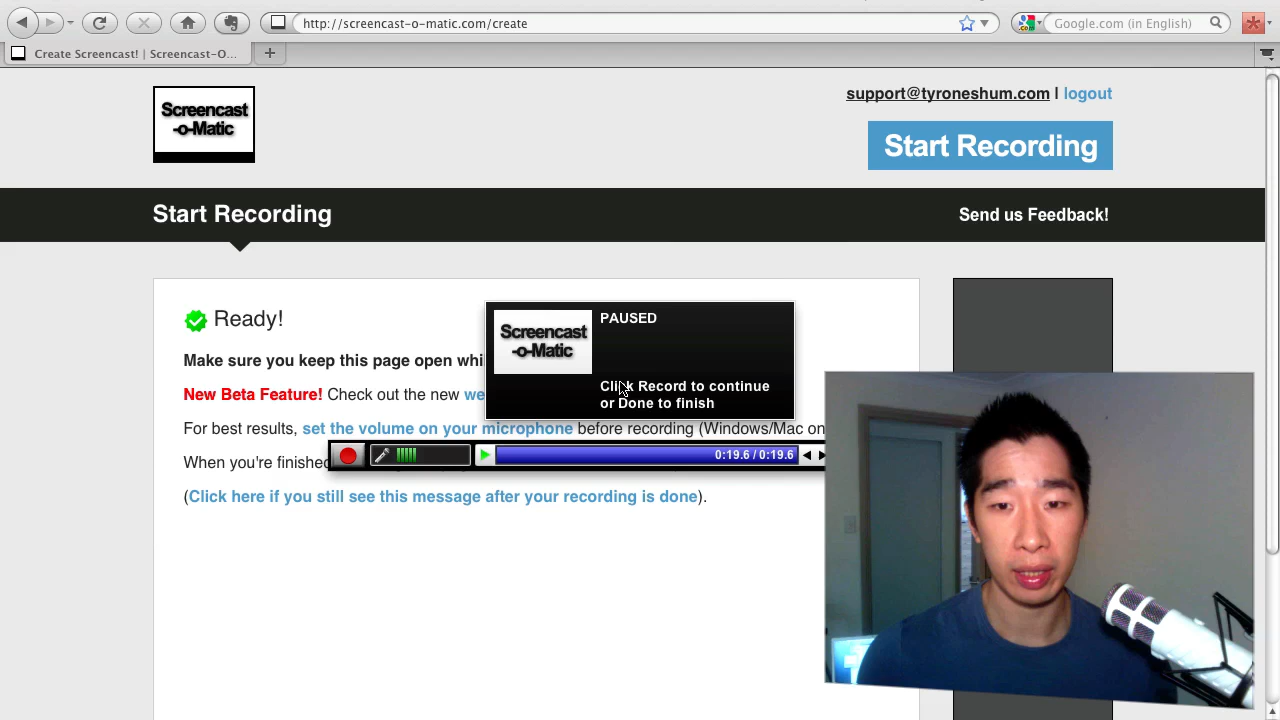 http://screencast-o-matic.com/create
Google.com (in English)
Create Screencast! | Screencast-O...
Screencast
-o-Matic
support@tyroneshum.com | logout
Start Recording
Start Recording
Send us Feedback!
Ready!
Screencast
-o-Matic
PAUSED
Click Record to continue
or Done to finish
Make sure you keep this page open whi
New Beta Feature! Check out the new we
For best results, set the volume on your microphone before recording (Windows/Mac on
When you're finished
0:19.6 / 0:19.6
(Click here if you still see this message after your recording is done).